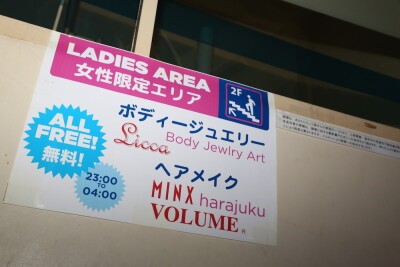 LADIES AREA
女性限定エリア
2F
ALL
FREE!
無料!
23:00
TO
04:00
ボディージュエリー
Licca Body Jewlry Art
ヘアメイク
MINX harajuku
VOLUME